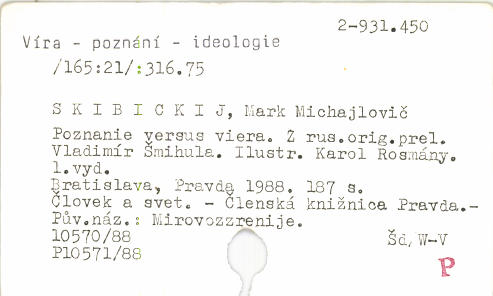 2-931.450
Víra - poznání - ideologie
/165:21/:316.75
S K I B I C K I J, Mark Michajlovič
Poznanie versus viera. Z rus.orig.prel.
Vladimír Šmihula. Ilustr. Karol Rosmány.
1.vyd.
Bratislava, Pravda 1988. 187 s.
Človek a svet. - Členská knižnica Pravda.-
Pův.náz.: Mirovozzrenije.
10570/88 Šd, W-V
P10571/88
P